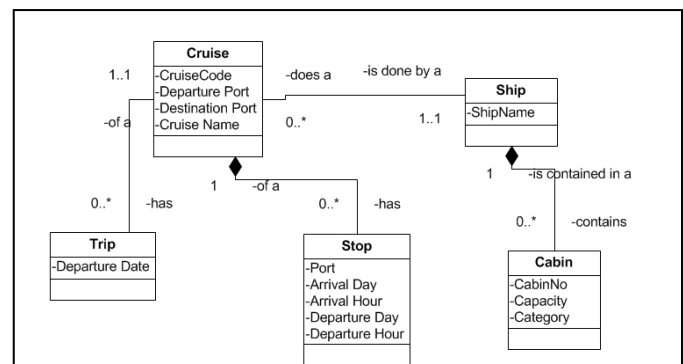 Cruise
-CruiseCode
-Departure Port
-Destination Port
-Cruise Name
1..1
-of a
-does a
-is done by a
0..*
1..1
Ship
-ShipName
1
-of a
0..*
-has
0..*
-has
1
-is contained in a
0..*
-contains
Trip
-Departure Date
Stop
-Port
-Arrival Day
-Arrival Hour
-Departure Day
-Departure Hour
Cabin
-CabinNo
-Capacity
-Category